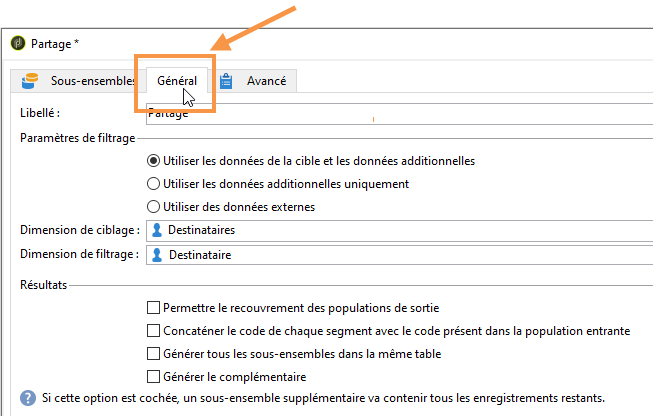 Partage *
Sous-ensembles Général Avancé
Libellé : Partage
Paramètres de filtrage
Utiliser les données de la cible et les données additionnelles
Utiliser les données additionnelles uniquement
Utiliser des données externes
Dimension de ciblage : Destinataires
Dimension de filtrage : Destinataire
Résultats
Permettre le recouvrement des populations de sortie
Concaténer le code de chaque segment avec le code présent dans la population entrante
Générer tous les sous-ensembles dans la même table
Générer le complémentaire
? Si cette option est cochée, un sous-ensemble supplémentaire va contenir tous les enregistrements restants.